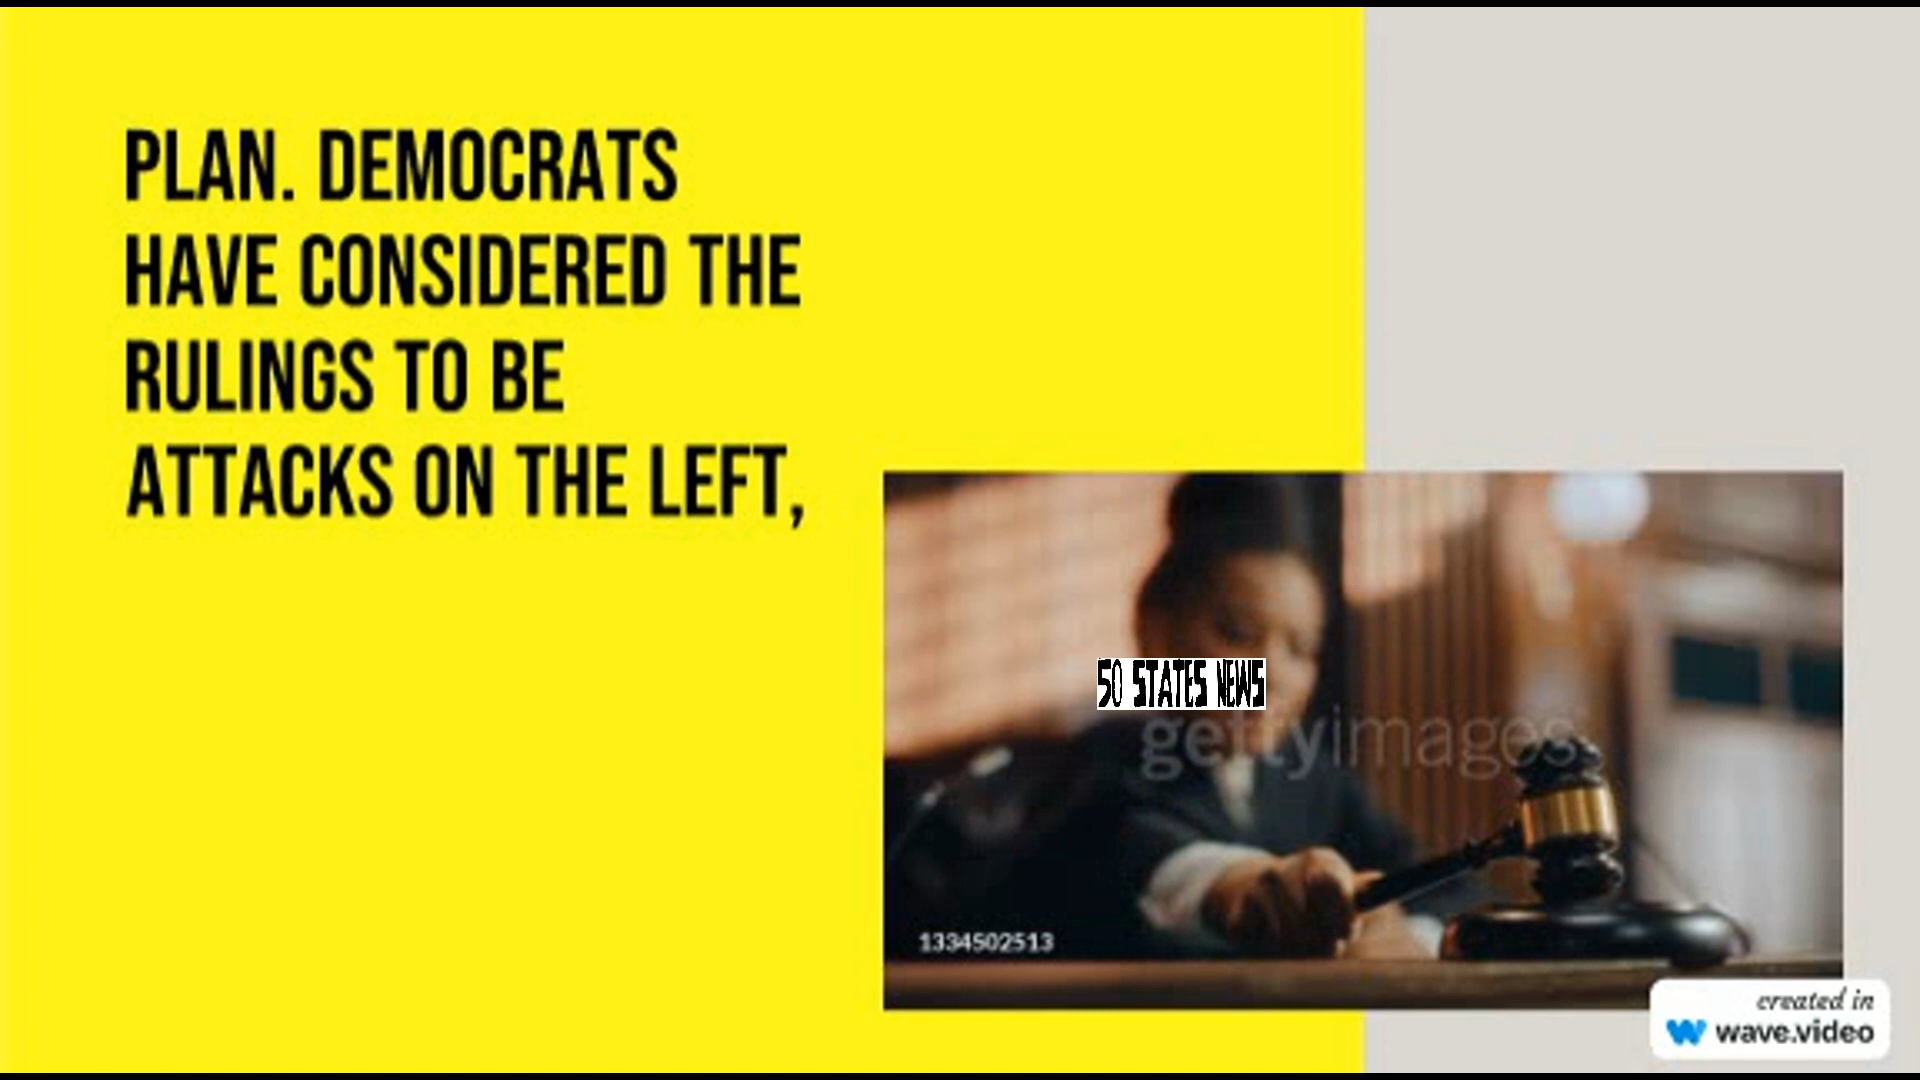 PLAN. DEMOCRATS
HAVE CONSIDERED THE
RULINGS TO BE
ATTACKS ON THE LEFT,
50 STATES NEWS
gettyimages
1334502513
created in
wave.video